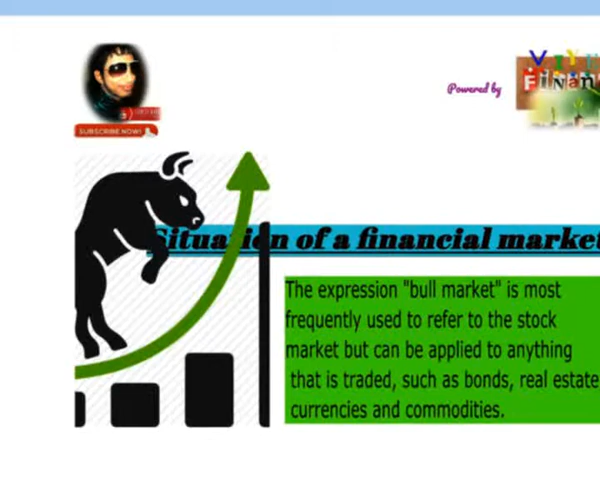 Powered by
SUBSCRIBE NOW!
Situation of a financial market
The expression "bull market" is most
frequently used to refer to the stock
market but can be applied to anything
that is traded, such as bonds, real estate
currencies and commodities.